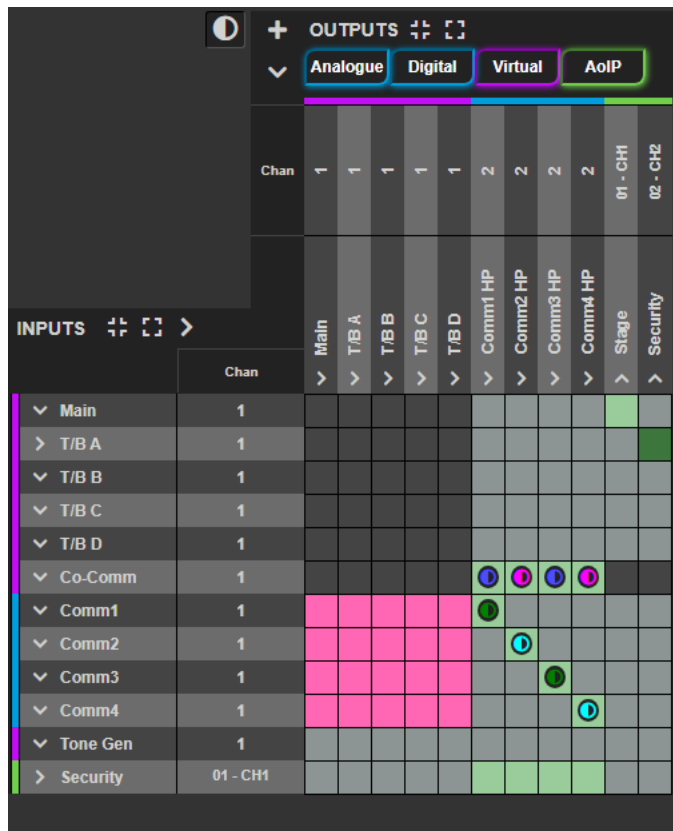 OUTPUTS
Analogue Digital Virtual AoIP
Chan 1 1 1 1 1 2 2 2 2 01 - CH1 02 - CH2
Main T/B A T/B B T/B C T/B D Comm1 HP Comm2 HP Comm3 HP Comm4 HP Stage Security
INPUTS
Chan
Main 1
T/B A 1
T/B B 1
T/B C 1
T/B D 1
Co-Comm 1
Comm1 1
Comm2 1
Comm3 1
Comm4 1
Tone Gen 1
Security 01 - CH1